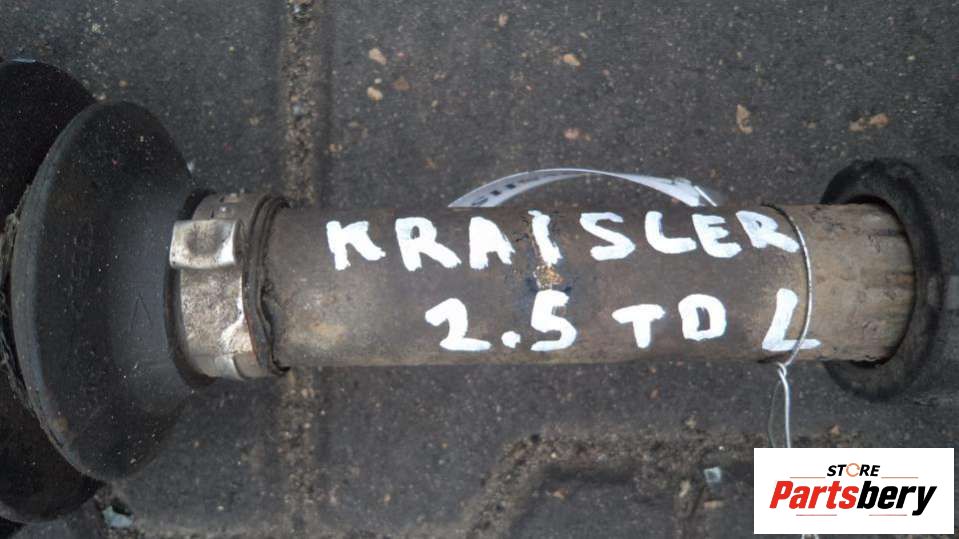 KRAISLER
2.5 TD L
STORE
Partsbery